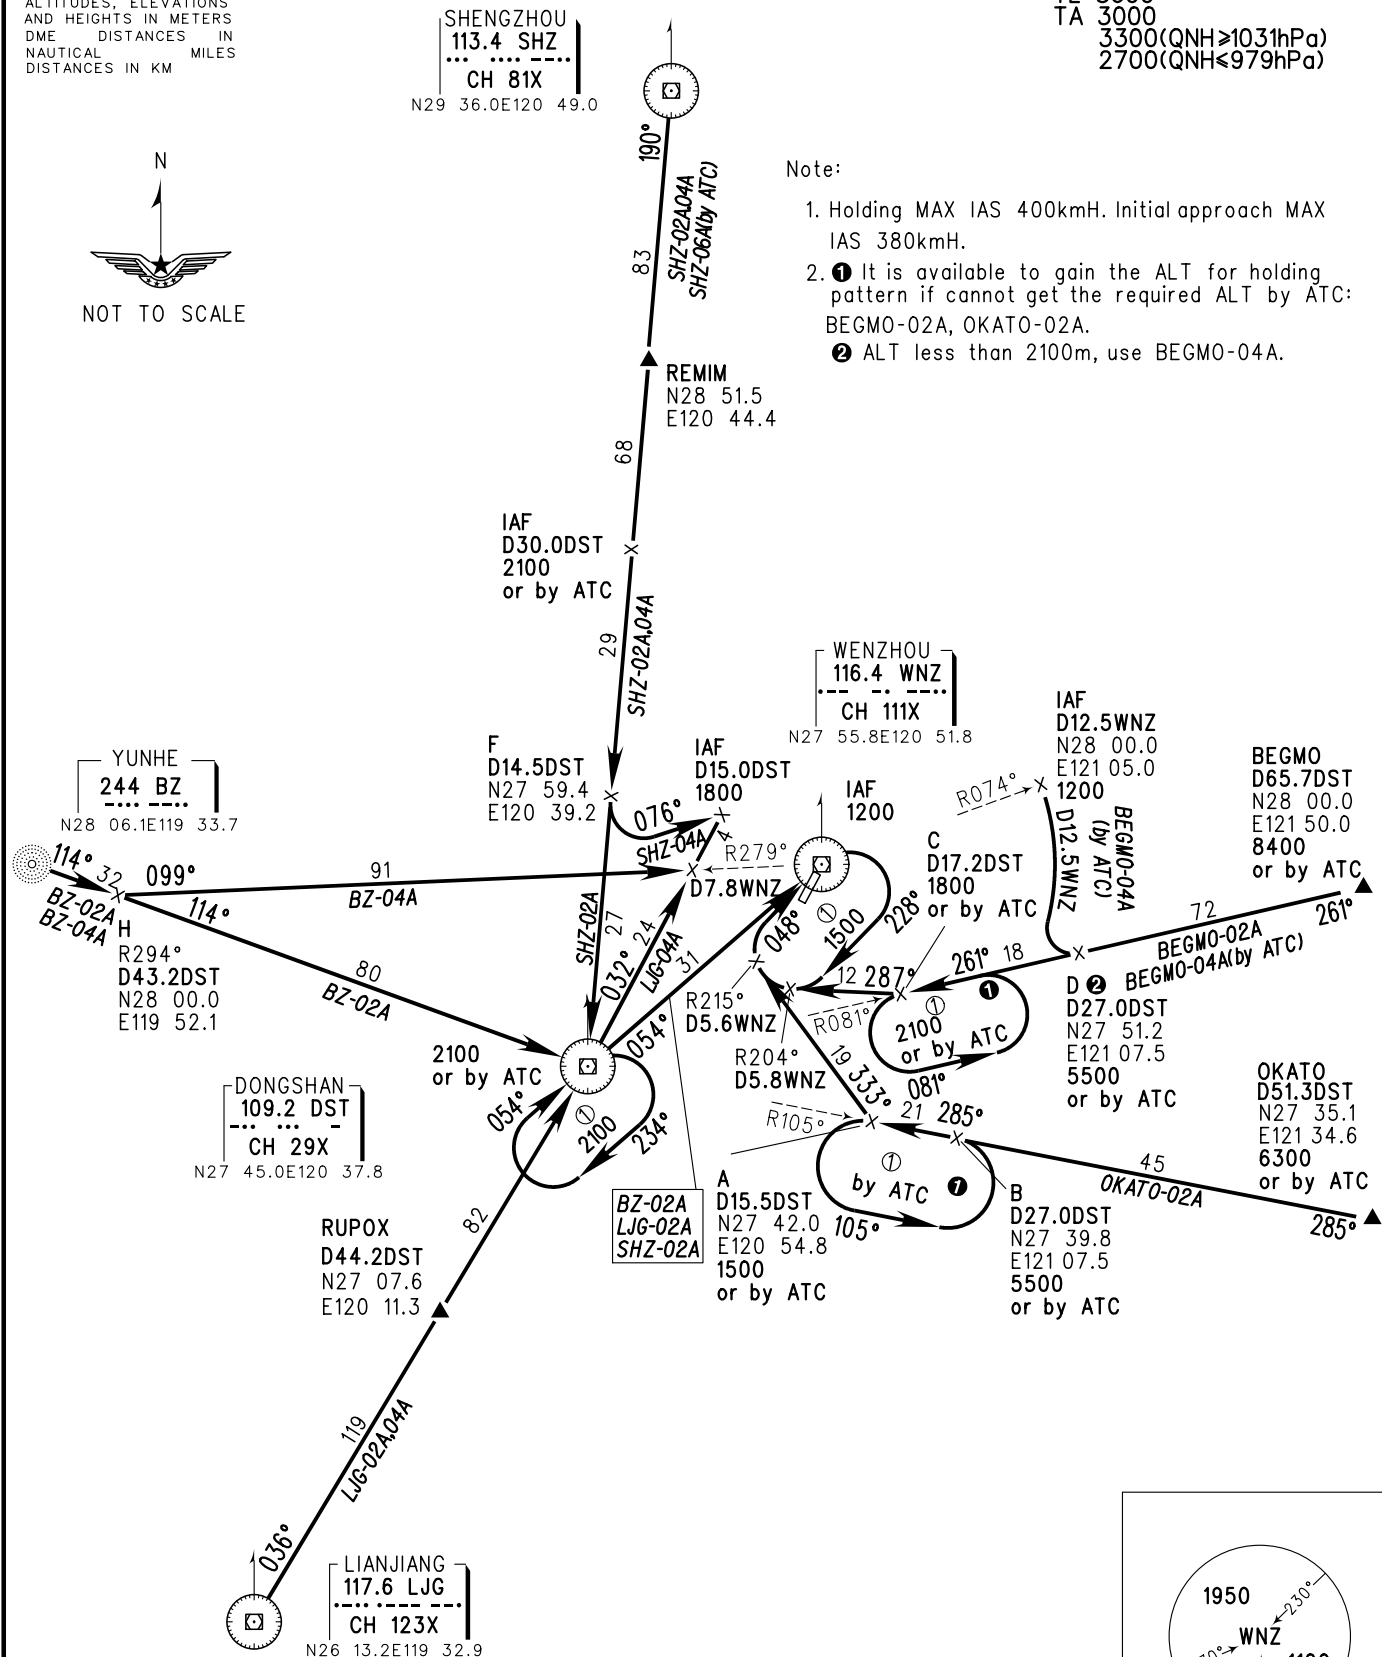 ALTITUDES, ELEVATIONS
AND HEIGHTS IN METERS
DME DISTANCES IN
NAUTICAL MILES
DISTANCES IN KM
SHENGZHOU
113.4 SHZ
CH 81X
N29 36.0E120 49.0
TA 3000
3300(QNH≥1031hPa)
2700(QNH≤979hPa)
N
NOT TO SCALE
Note:
1. Holding MAX IAS 400kmH. Initial approach MAX
IAS 380kmH.
2. ❶ It is available to gain the ALT for holding
pattern if cannot get the required ALT by ATC:
BEGMO-02A, OKATO-02A.
❷ ALT less than 2100m, use BEGMO-04A.
190°
SHZ-02A,04A
SHZ-06A(by ATC)
83
REMIM
N28 51.5
E120 44.4
68
IAF
D30.0DST
2100
or by ATC
29
SHZ-02A,04A
WENZHOU
116.4 WNZ
CH 111X
N27 55.8E120 51.8
IAF
D12.5WNZ
N28 00.0
E121 05.0
1200
R074°
D12.5WNZ
BEGMO-04A
(by ATC)
BEGMO
D65.7DST
N28 00.0
E121 50.0
8400
or by ATC
261°
72
BEGMO-02A
BEGMO-04A(by ATC)
F
D14.5DST
N27 59.4
E120 39.2
IAF
D15.0DST
1800
076°
SHZ-04A
4
R279°
D7.8WNZ
IAF
1200
YUNHE
244 BZ
N28 06.1E119 33.7
114°
32
BZ-02A
BZ-04A
099°
91
BZ-04A
114°
H
R294°
D43.2DST
N28 00.0
E119 52.1
80
BZ-02A
SHZ-02A
27
24
032°
LJG-04A
31
054°
048°
①
1500
228°
C
D17.2DST
1800
or by ATC
261°
18
12
287°
R215°
D5.6WNZ
R204°
D5.8WNZ
R081°
①
❶
2100
or by ATC
081°
D ❷
D27.0DST
N27 51.2
E121 07.5
5500
or by ATC
2100
or by ATC
054°
①
2100
234°
DONGSHAN
109.2 DST
CH 29X
N27 45.0E120 37.8
19
333°
R105°
21
285°
①
by ATC
❶
105°
45
OKATO-02A
OKATO
D51.3DST
N27 35.1
E121 34.6
6300
or by ATC
285°
BZ-02A
LJG-02A
SHZ-02A
A
D15.5DST
N27 42.0
E120 54.8
1500
or by ATC
B
D27.0DST
N27 39.8
E121 07.5
5500
or by ATC
RUPOX
D44.2DST
N27 07.6
E120 11.3
82
119
LJG-02A,04A
036°
LIANJIANG
117.6 LJG
CH 123X
N26 13.2E119 32.9
1950
230°
WNZ